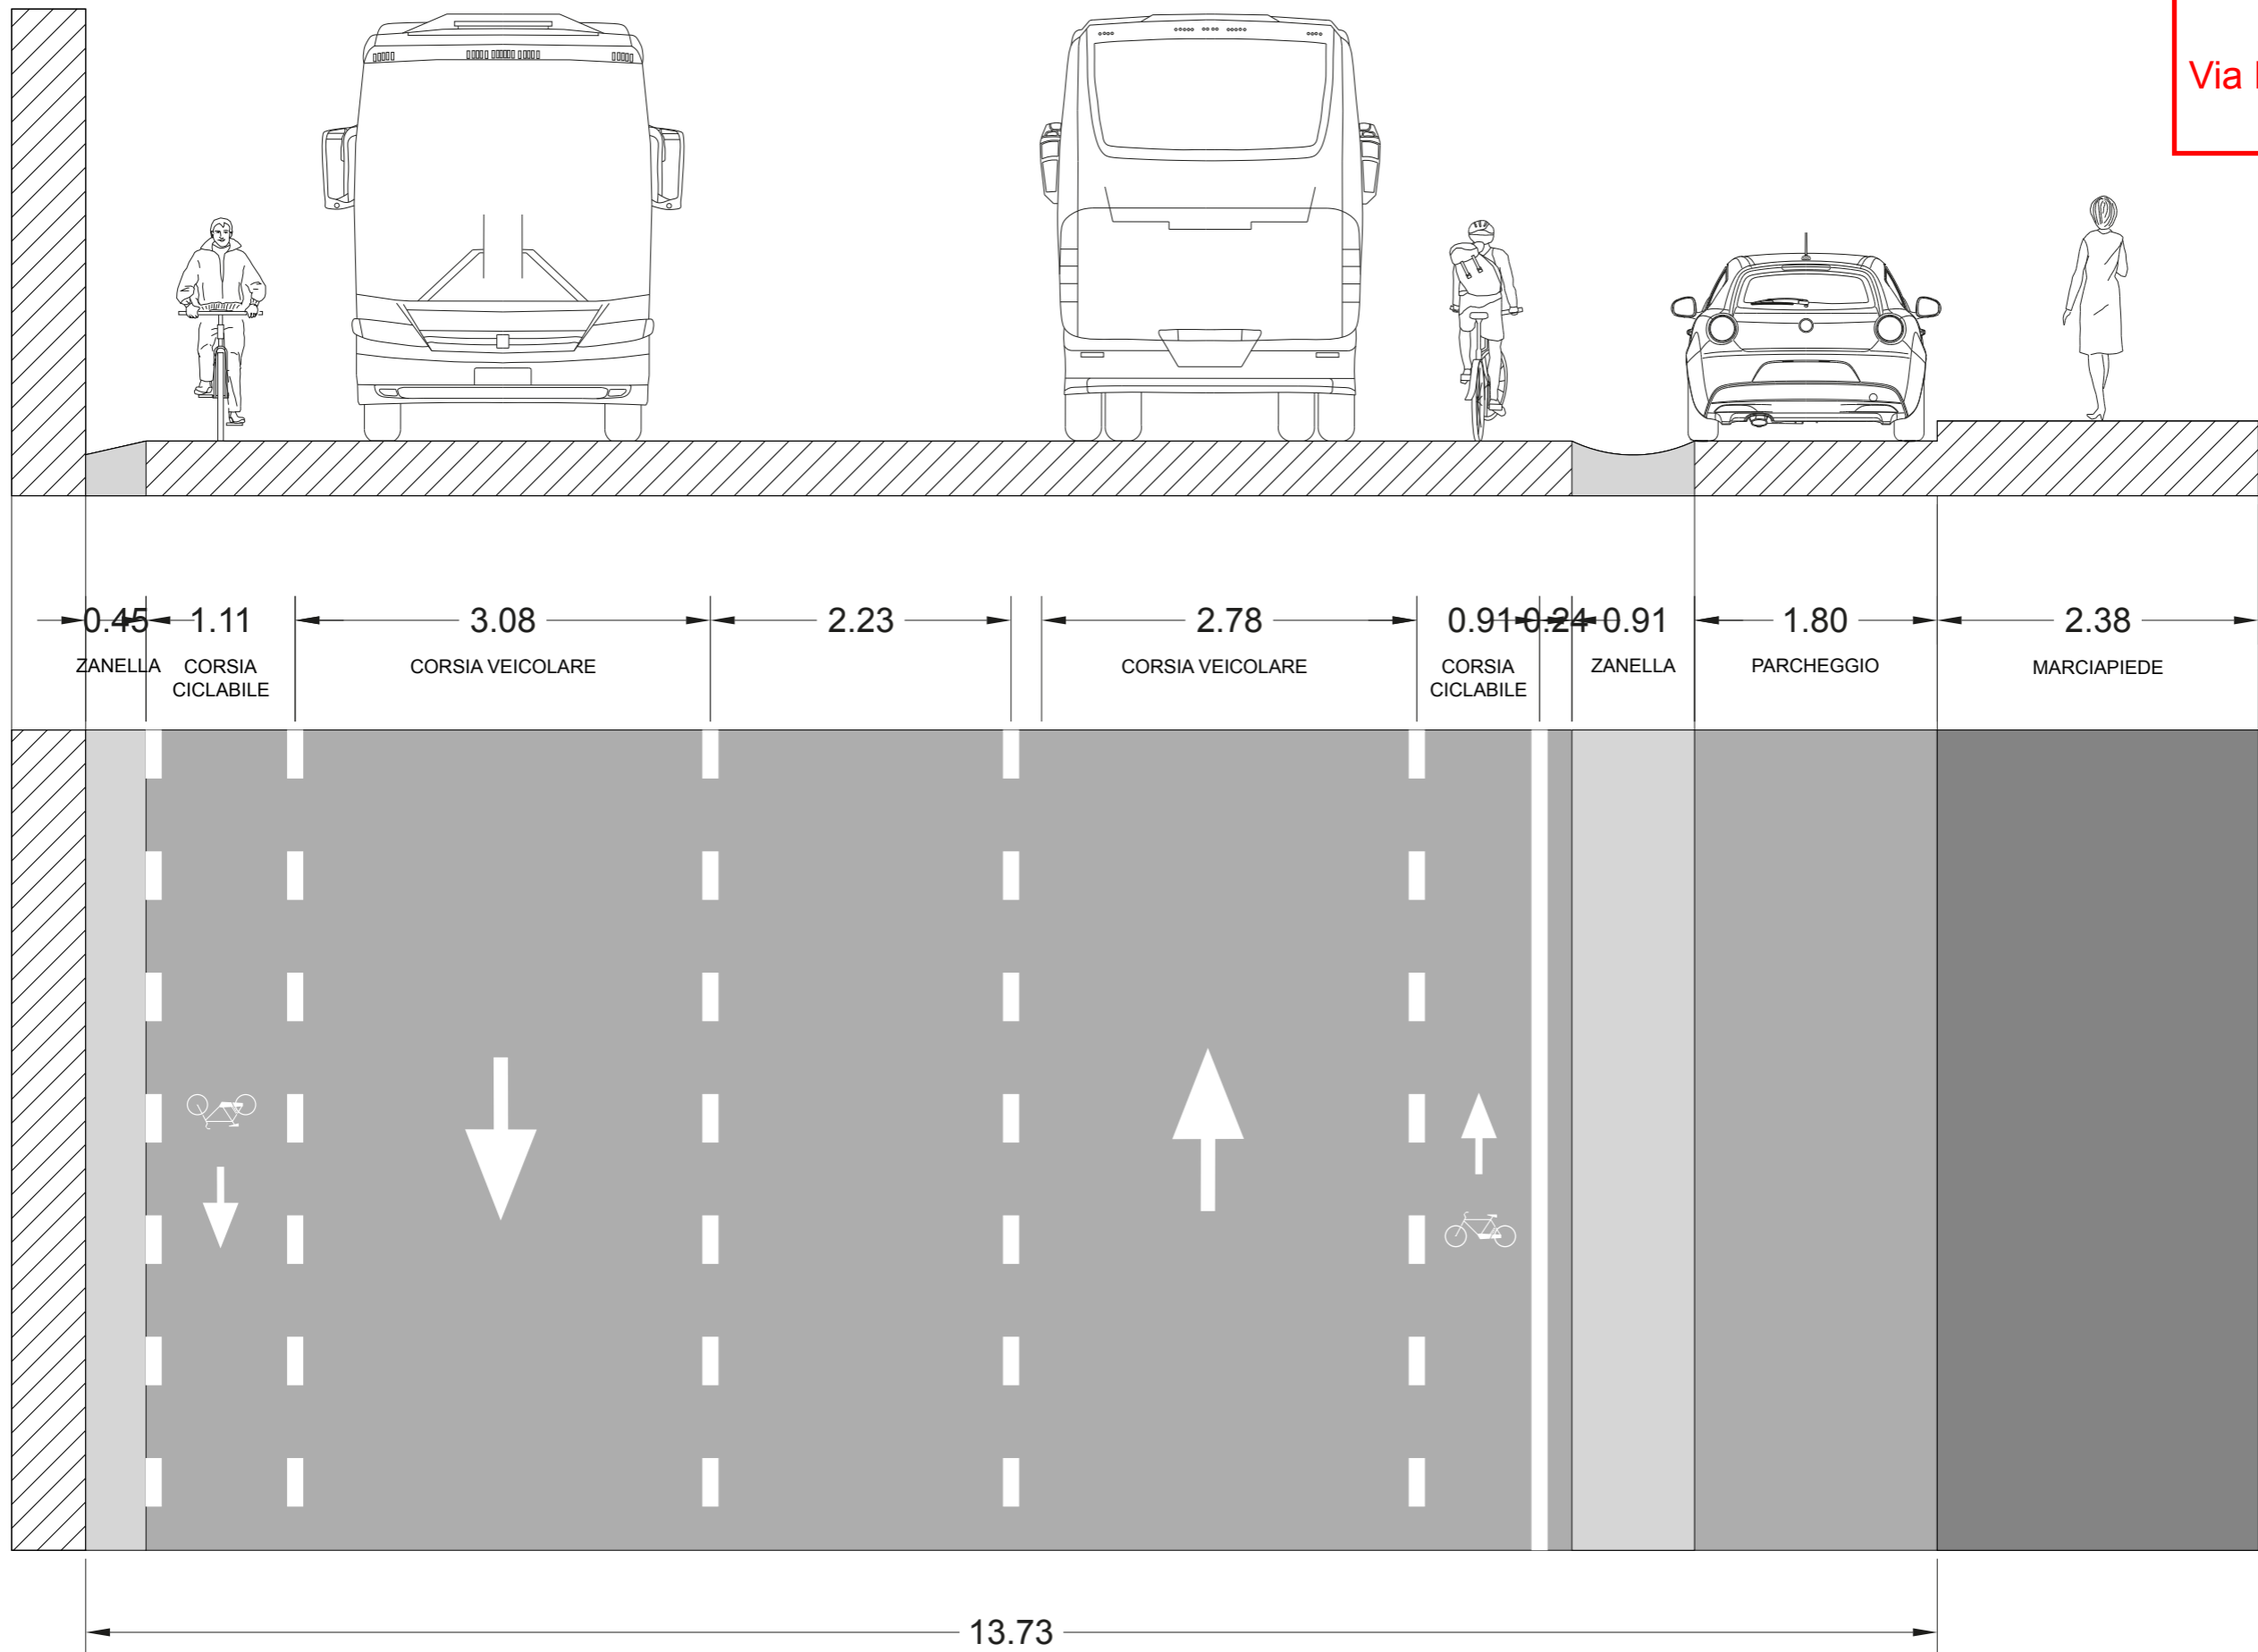 Via
0.45 1.11 3.08 2.23 2.78 0.91 0.24 0.91 1.80 2.38
ZANELLA CORSIA CICLABILE CORSIA VEICOLARE CORSIA VEICOLARE CORSIA CICLABILE ZANELLA PARCHEGGIO MARCIAPIEDE
13.73